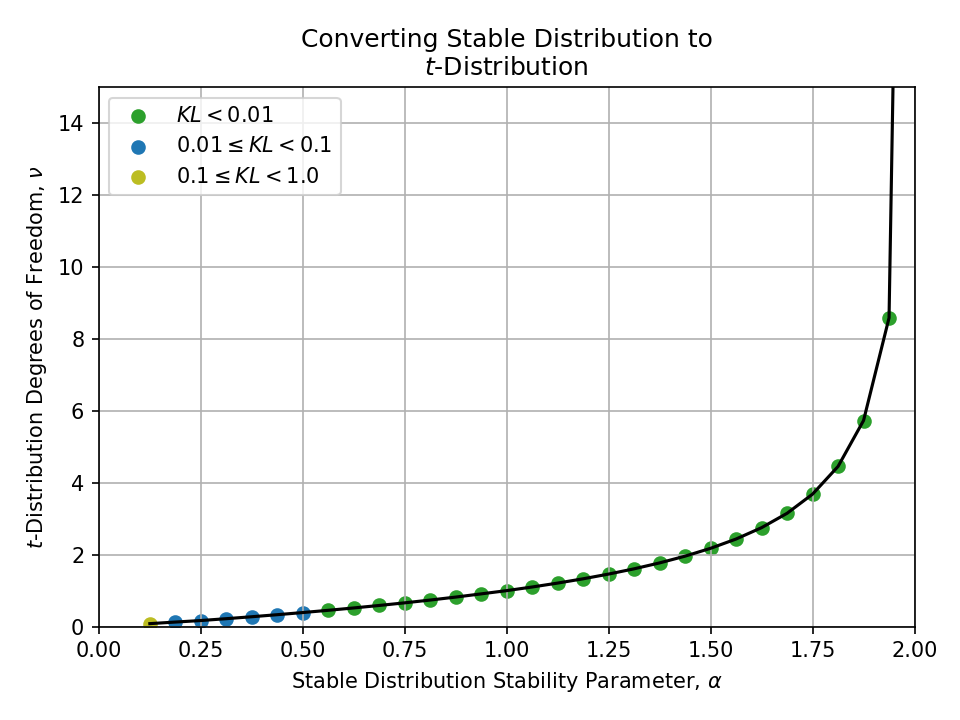 Converting Stable Distribution to
t-Distribution
KL < 0.01
0.01 ≤ KL < 0.1
0.1 ≤ KL < 1.0
t-Distribution Degrees of Freedom, ν
14
12
10
8
6
4
2
0
0.00 0.25 0.50 0.75 1.00 1.25 1.50 1.75 2.00
Stable Distribution Stability Parameter, α